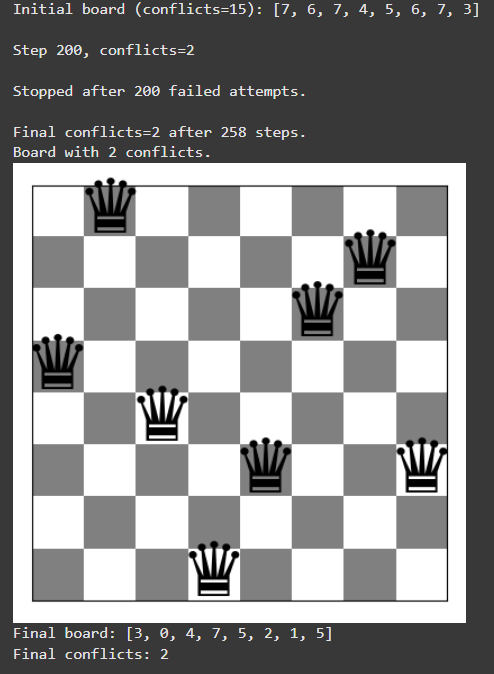 Initial board (conflicts=15): [7, 6, 7, 4, 5, 6, 7, 3]
Step 200, conflicts=2
Stopped after 200 failed attempts.
Final conflicts=2 after 258 steps.
Board with 2 conflicts.
Final board: [3, 0, 4, 7, 5, 2, 1, 5]
Final conflicts: 2